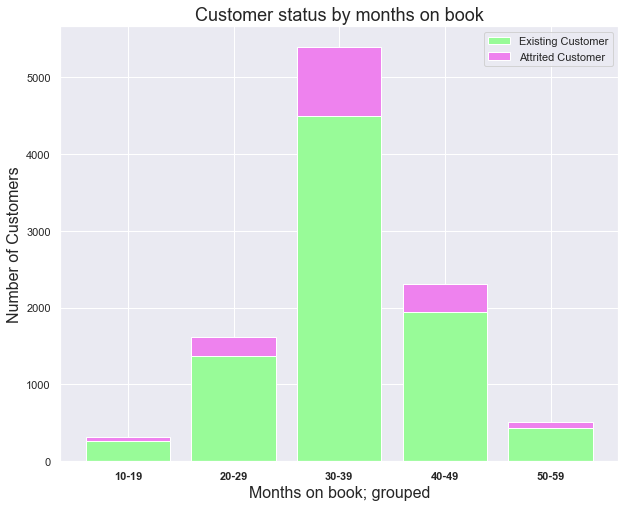 Customer status by months on book
Existing Customer
Attrited Customer
Number of Customers
5000
4000
3000
2000
1000
0
10-19 20-29 30-39 40-49 50-59
Months on book; grouped